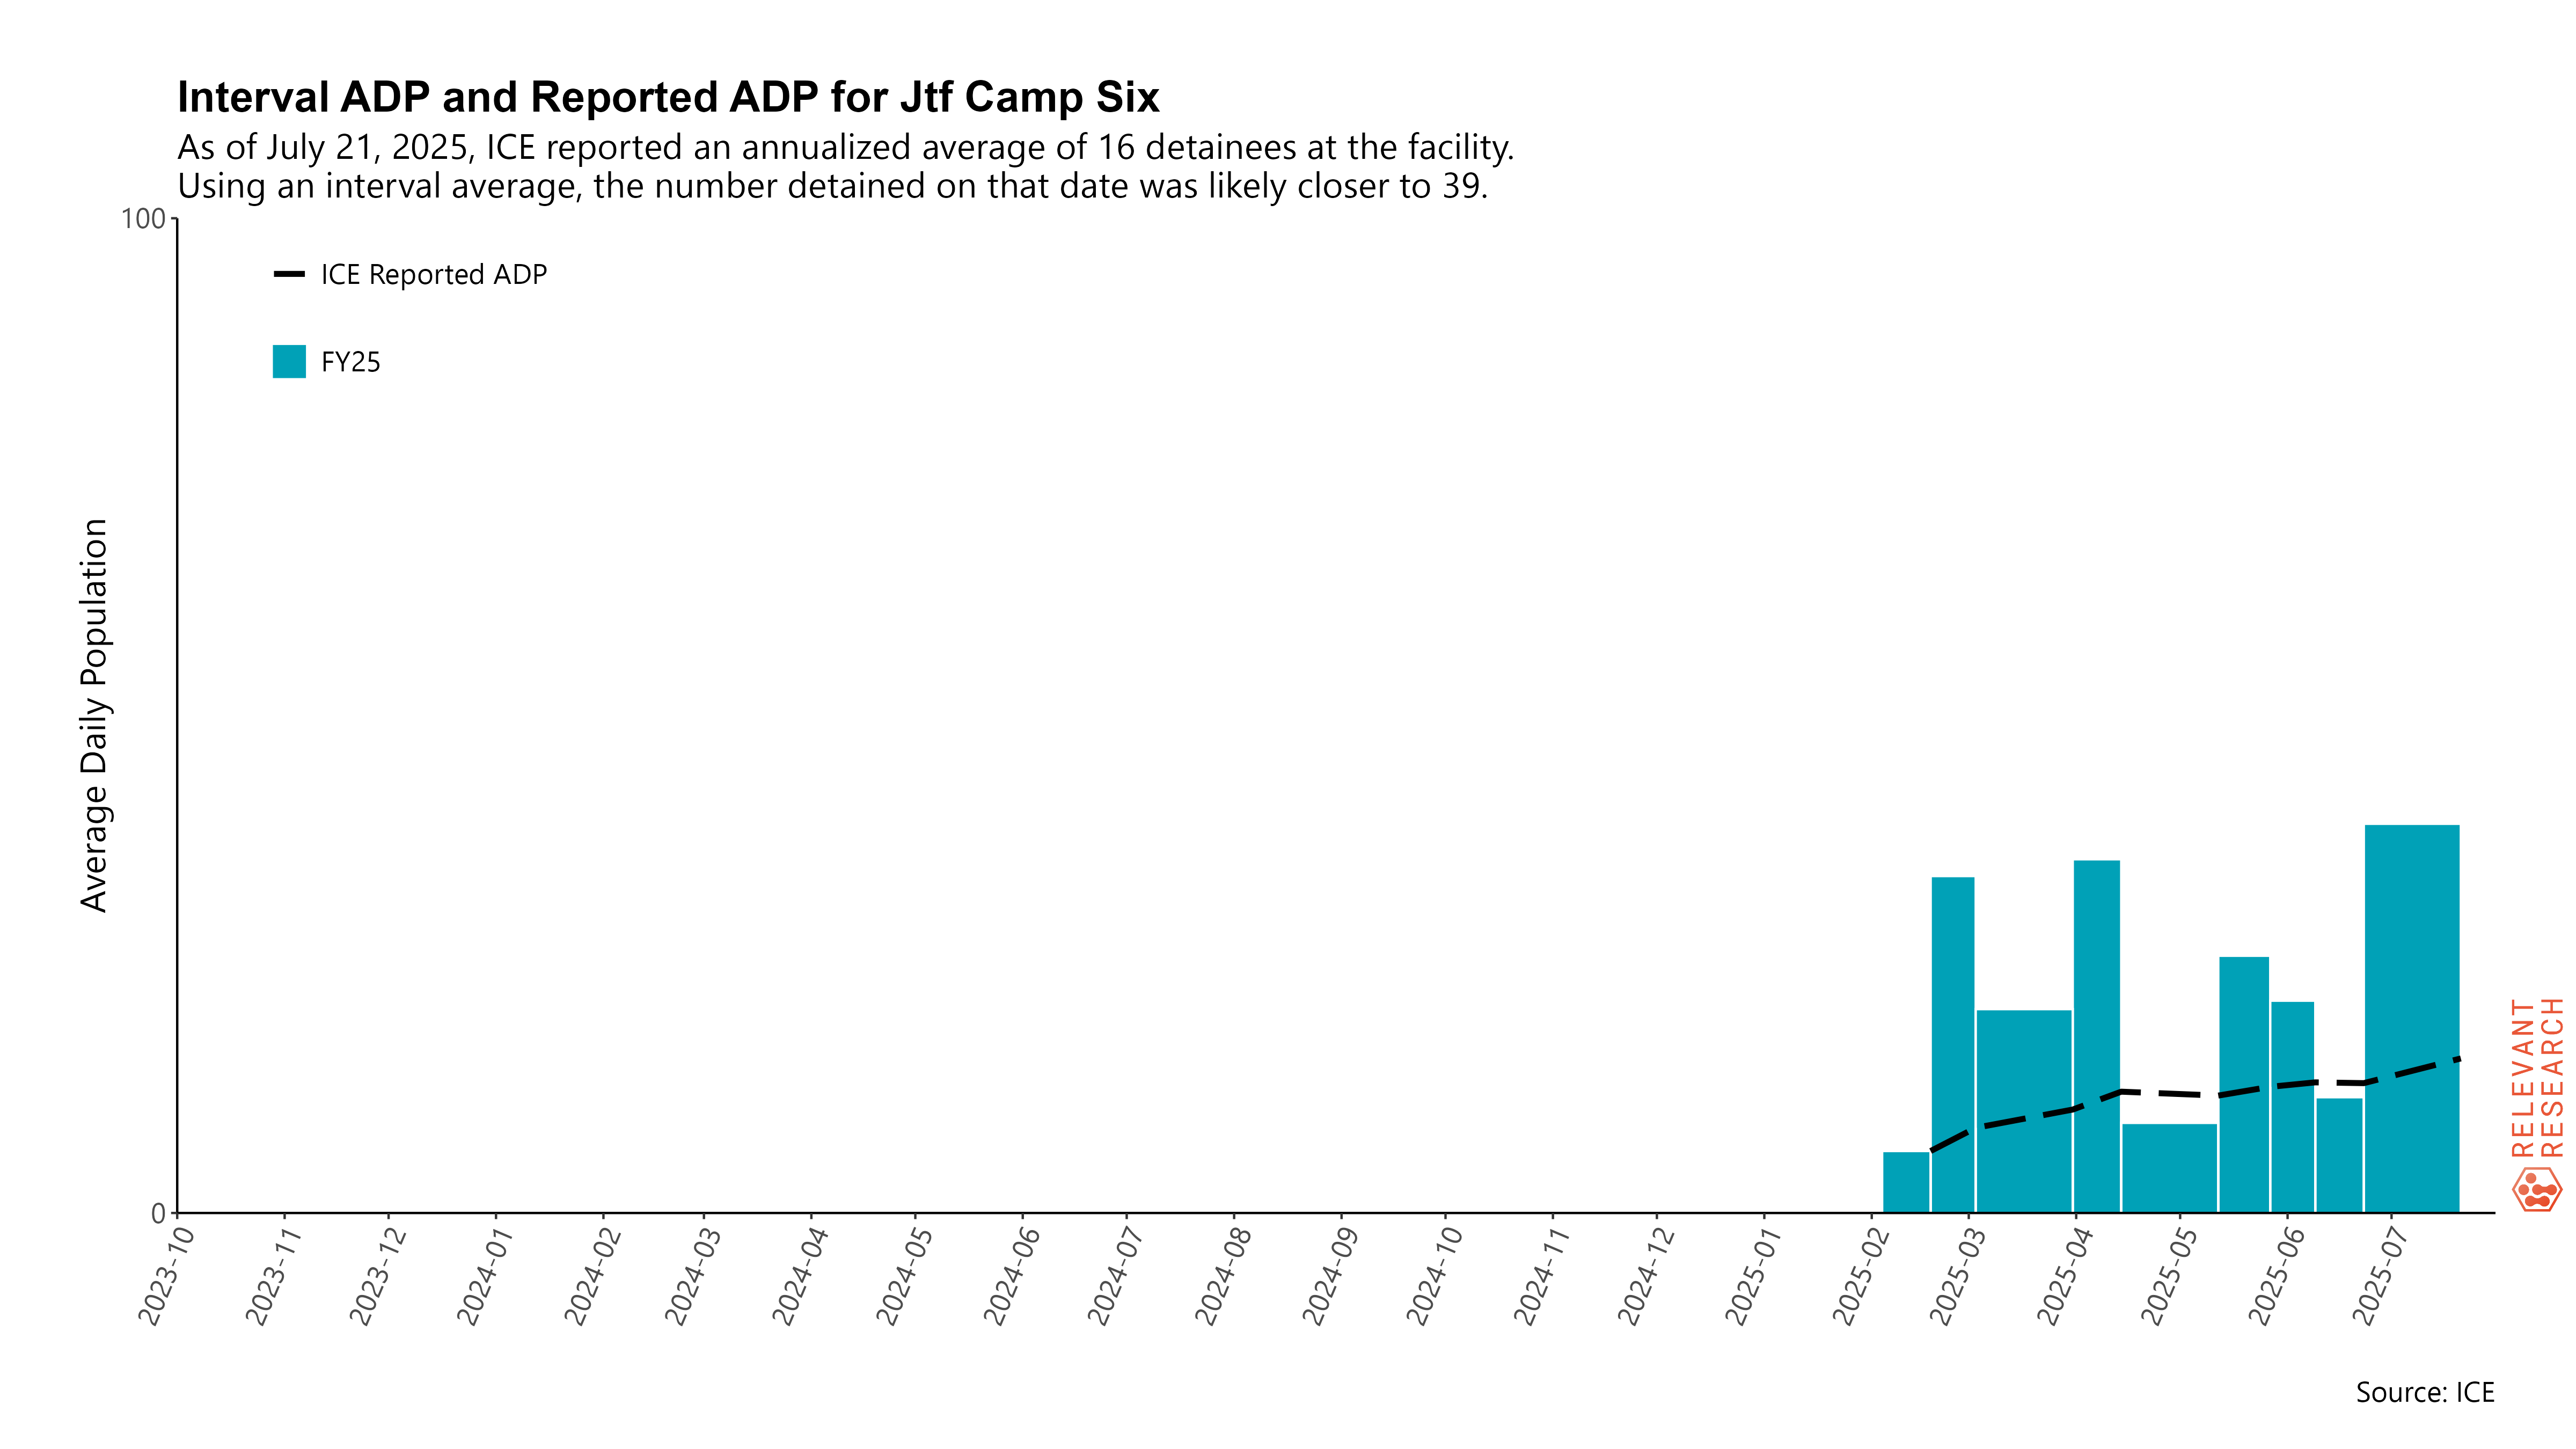 Interval ADP and Reported ADP for Jtf Camp Six
As of July 21, 2025, ICE reported an annualized average of 16 detainees at the facility.
Using an interval average, the number detained on that date was likely closer to 39.
100
ICE Reported ADP
FY25
Average Daily Population
0
2023-10
2023-11
2023-12
2024-01
2024-02
2024-03
2024-04
2024-05
2024-06
2024-07
2024-08
2024-09
2024-10
2024-11
2024-12
2025-01
2025-02
2025-03
2025-04
2025-05
2025-06
2025-07
RELEVANT
RESEARCH
Source: ICE